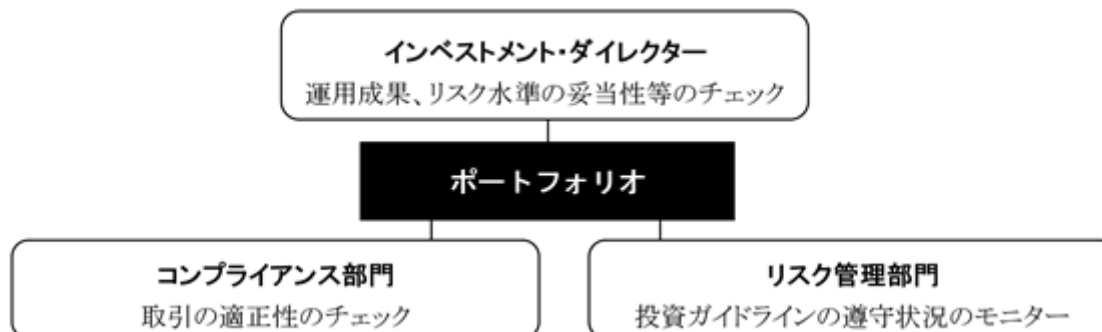 インベストメント・ダイレクター
運用成果、リスク水準の妥当性等のチェック
ポートフォリオ
コンプライアンス部門
取引の適正性のチェック
リスク管理部門
投資ガイドラインの遵守状況のモニター